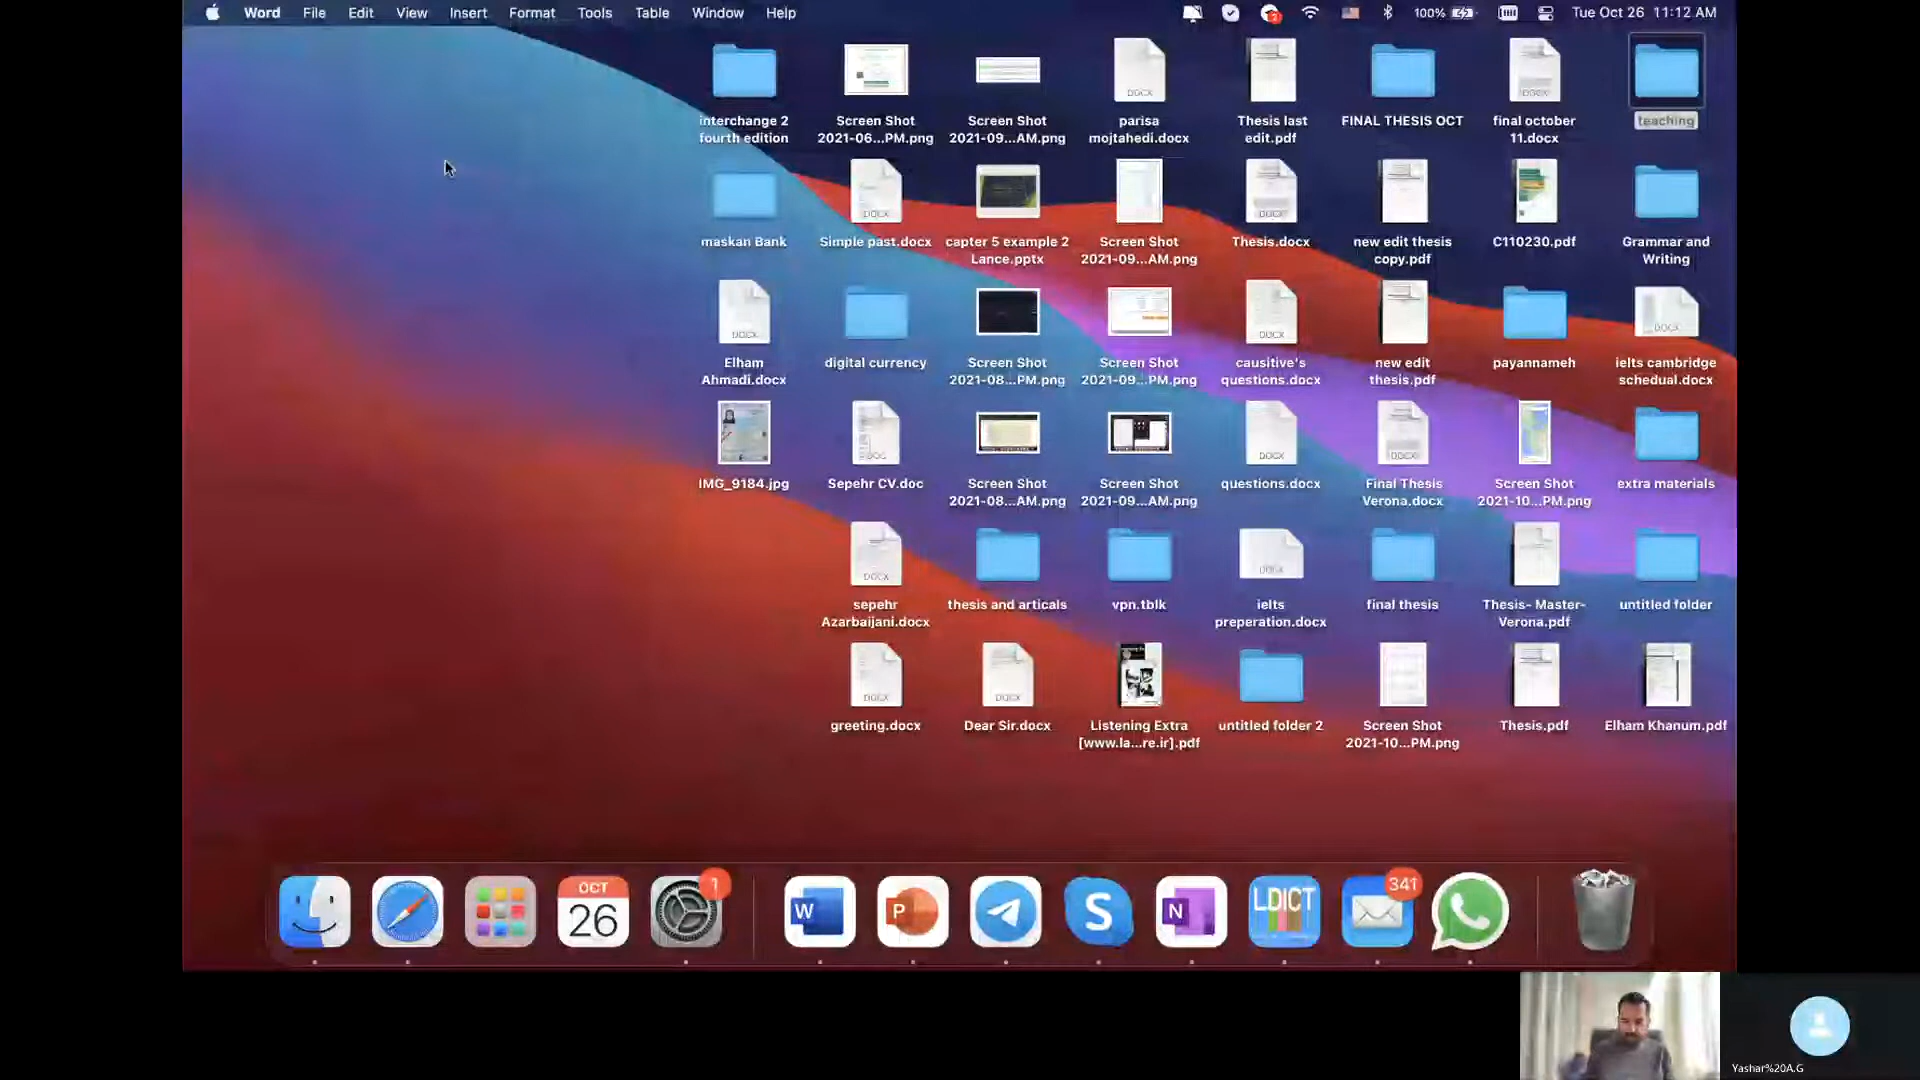 Word File Edit View Insert Format Tools Table Window Help
2
100%
Tue Oct 26 11:12 AM
interchange 2
fourth edition
Screen Shot
2021-06...PM.png
Screen Shot
2021-09...AM.png
parisa
mojtahedi.docx
Thesis last
edit.pdf
FINAL THESIS OCT
final october
11.docx
teaching
maskan Bank
Simple past.docx
capter 5 example 2
Lance.pptx
Screen Shot
2021-09...AM.png
Thesis.docx
new edit thesis
copy.pdf
C110230.pdf
Grammar and
Writing
Elham
Ahmadi.docx
digital currency
Screen Shot
2021-08...PM.png
Screen Shot
2021-09...PM.png
causitive's
questions.docx
new edit
thesis.pdf
payannameh
ielts cambridge
schedual.docx
IMG_9184.jpg
Sepehr CV.doc
Screen Shot
2021-08...AM.png
Screen Shot
2021-09...AM.png
questions.docx
Final Thesis
Verona.docx
Screen Shot
2021-10...PM.png
extra materials
sepehr
Azarbaijani.docx
thesis and articals
vpn.tblk
ielts
preperation.docx
final thesis
Thesis- Master-
Verona.pdf
untitled folder
greeting.docx
Dear Sir.docx
Listening Extra
[www.la...re.ir].pdf
untitled folder 2
Screen Shot
2021-10...PM.png
Thesis.pdf
Elham Khanum.pdf
OCT
26
1
W
P
S
N
LDICT
341
Yashar%20A.G